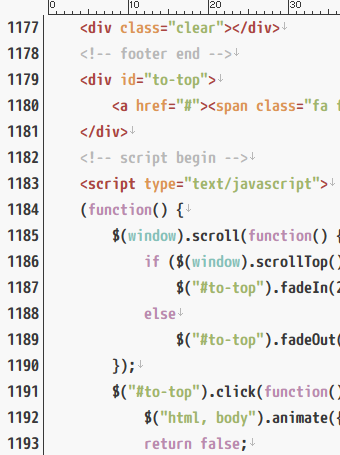 0 10 20 30
1177 <div class="clear"></div>↓
1178 <!-- footer end -->↓
1179 <div id="to-top">↓
1180 <a href="#"><span class="fa f
1181 </div>↓
1182 <!-- script begin -->↓
1183 <script type="text/javascript">↓
1184 (function() {↓
1185 $(window).scroll(function() {
1186 if ($(window).scrollTop()
1187 $("#to-top").fadeIn(2
1188 else↓
1189 $("#to-top").fadeOut(
1190 });↓
1191 $("#to-top").click(function()
1192 $("html, body").animate({
1193 return false;↓